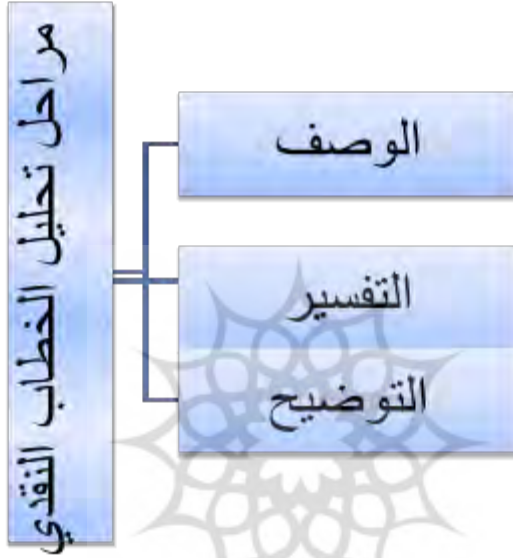 مراحل تحليل الخطاب النقدي
الوصف
التفسير
التوضيح